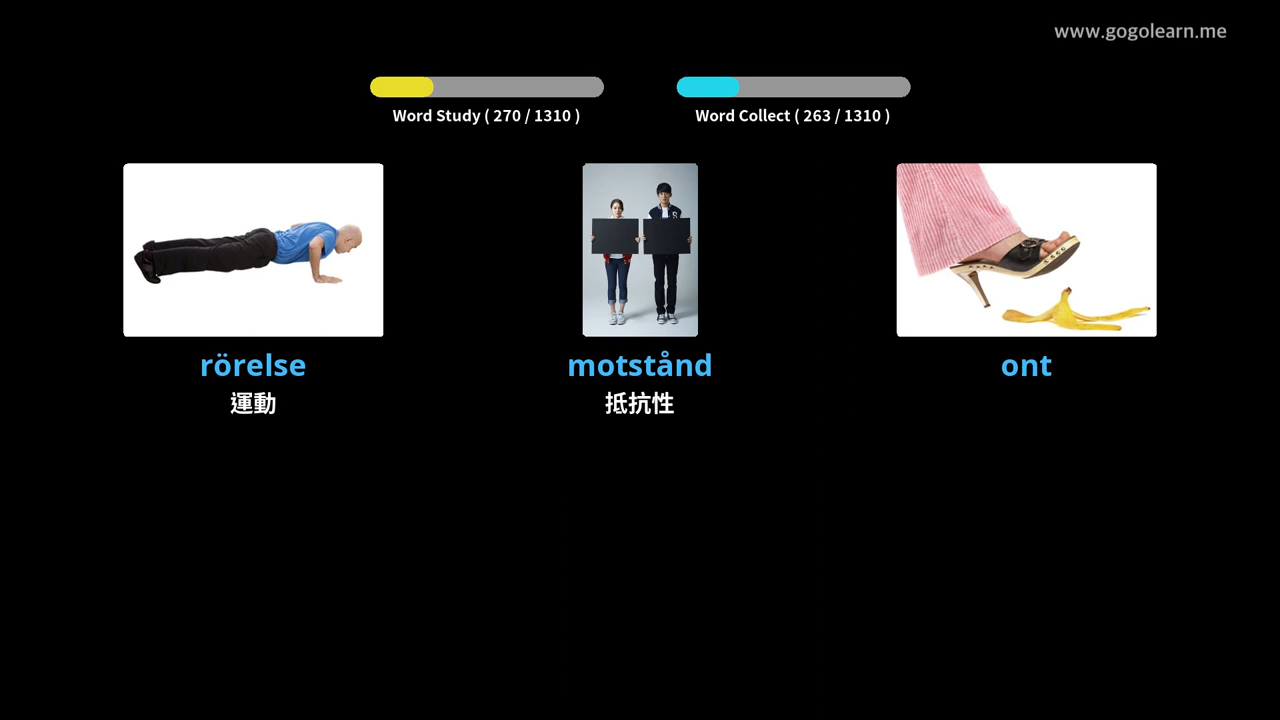 www.gogolearn.me
Word Study ( 270 / 1310 )
Word Collect ( 263 / 1310 )
rörelse
運動
motstånd
抵抗性
ont